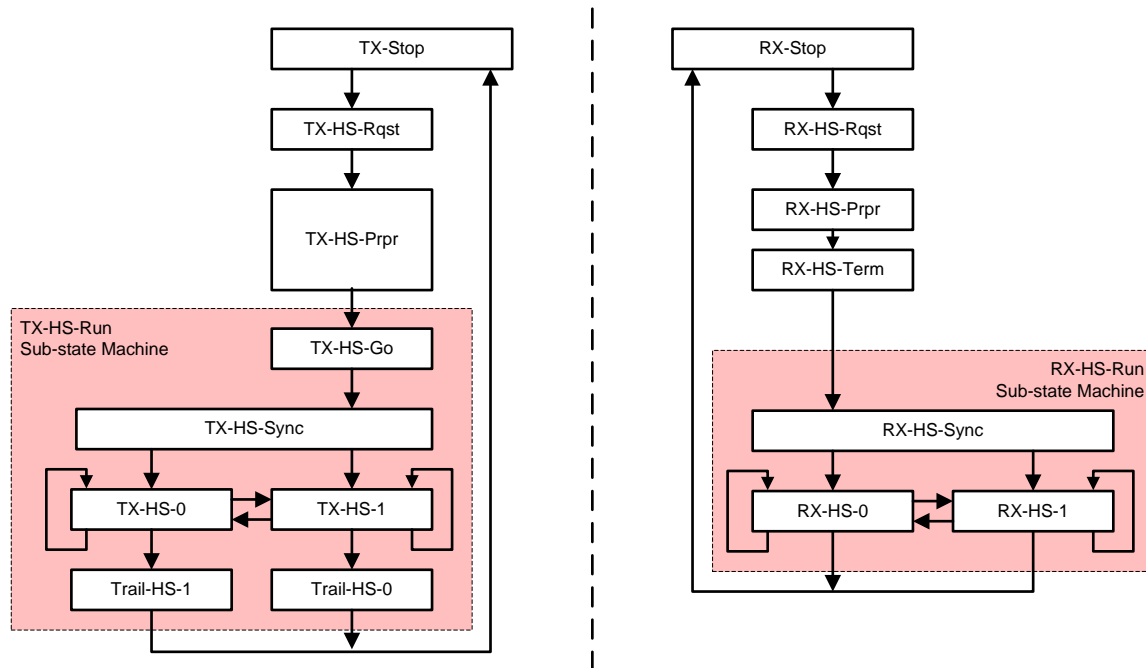 TX-Stop
TX-HS-Rqst
TX-HS-Prpr
TX-HS-Run
Sub-state Machine
TX-HS-Go
TX-HS-Sync
TX-HS-0
TX-HS-1
Trail-HS-1
Trail-HS-0
RX-Stop
RX-HS-Rqst
RX-HS-Prpr
RX-HS-Term
RX-HS-Run
Sub-state Machine
RX-HS-Sync
RX-HS-0
RX-HS-1